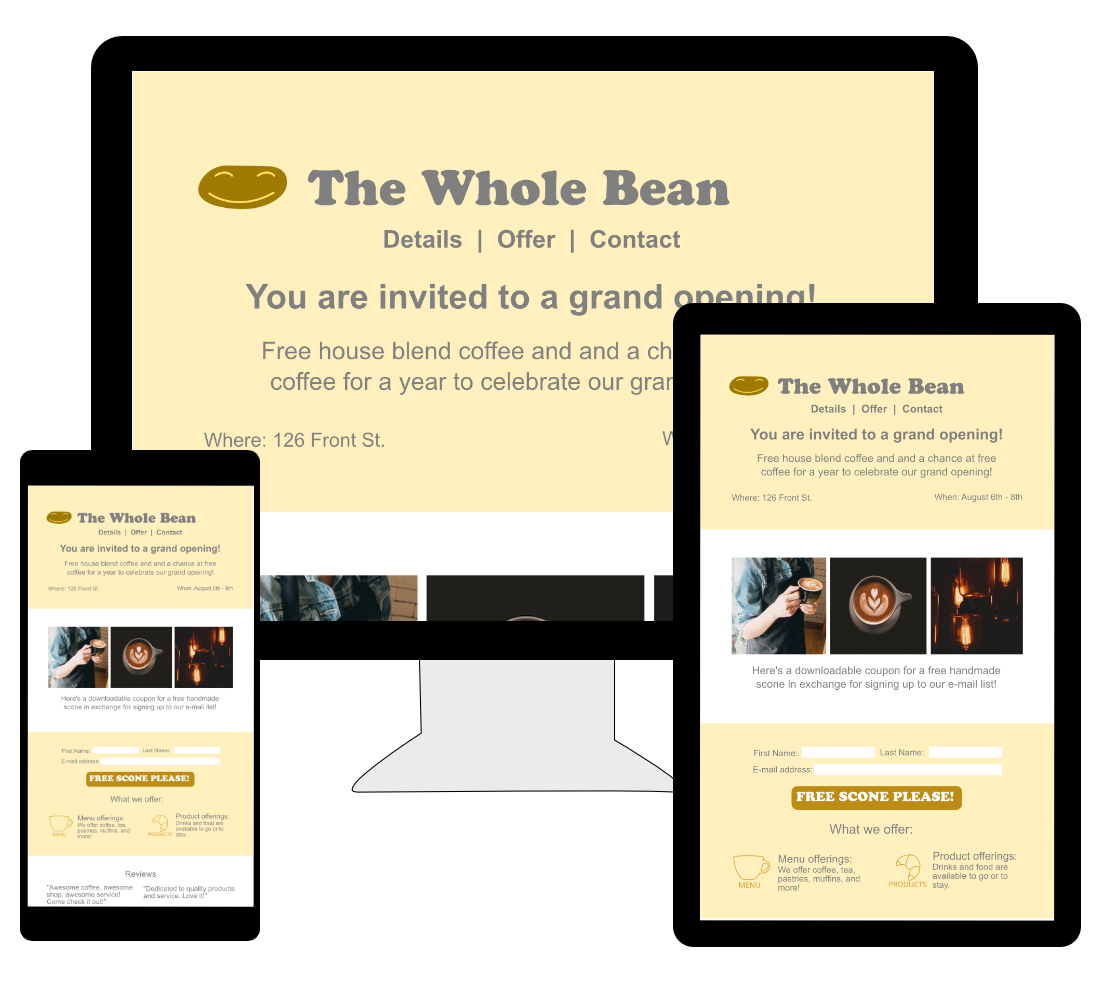 The Whole Bean
Details | Offer | Contact
You are invited to a grand opening!
Free house blend coffee and and a ch
coffee for a year to celebrate our gran
Where: 126 Front St.
W
The Whole Bean
Details | Offer | Contact
You are invited to a grand opening!
Free house blend coffee and and a chance at free
coffee for a year to celebrate our grand opening!
Where: 126 Front St.
When: August 6th - 8th
Here's a downloadable coupon for a free handmade
scone in exchange for signing up to our e-mail list!
First Name:
Last Name:
E-mail address:
FREE SCONE PLEASE!
What we offer:
MENU
Menu offerings:
We offer coffee, tea,
pastries, muffins, and
more!
PRODUCTS
Product offerings:
Drinks and food are
available to go or to
stay.
The Whole Bean
Details | Offer | Contact
You are invited to a grand opening!
Free house blend coffee and and a chance at free
coffee for a year to celebrate our grand opening!
Where: 126 Front St.
When: August 6th - 8th
Here's a downloadable coupon for a free handmade
scone in exchange for signing up to our e-mail list!
First Name:
Last Name:
E-mail address:
FREE SCONE PLEASE!
What we offer:
MENU
Menu offerings:
We offer coffee, tea,
pastries, muffins, and
more!
PRODUCTS
Product offerings:
Drinks and food are
available to go or to
stay.
Reviews
"Awesome coffee, awesome
shop, awesome service!
Come check it out!"
"Dedicated to quality products
and service. Love it!"